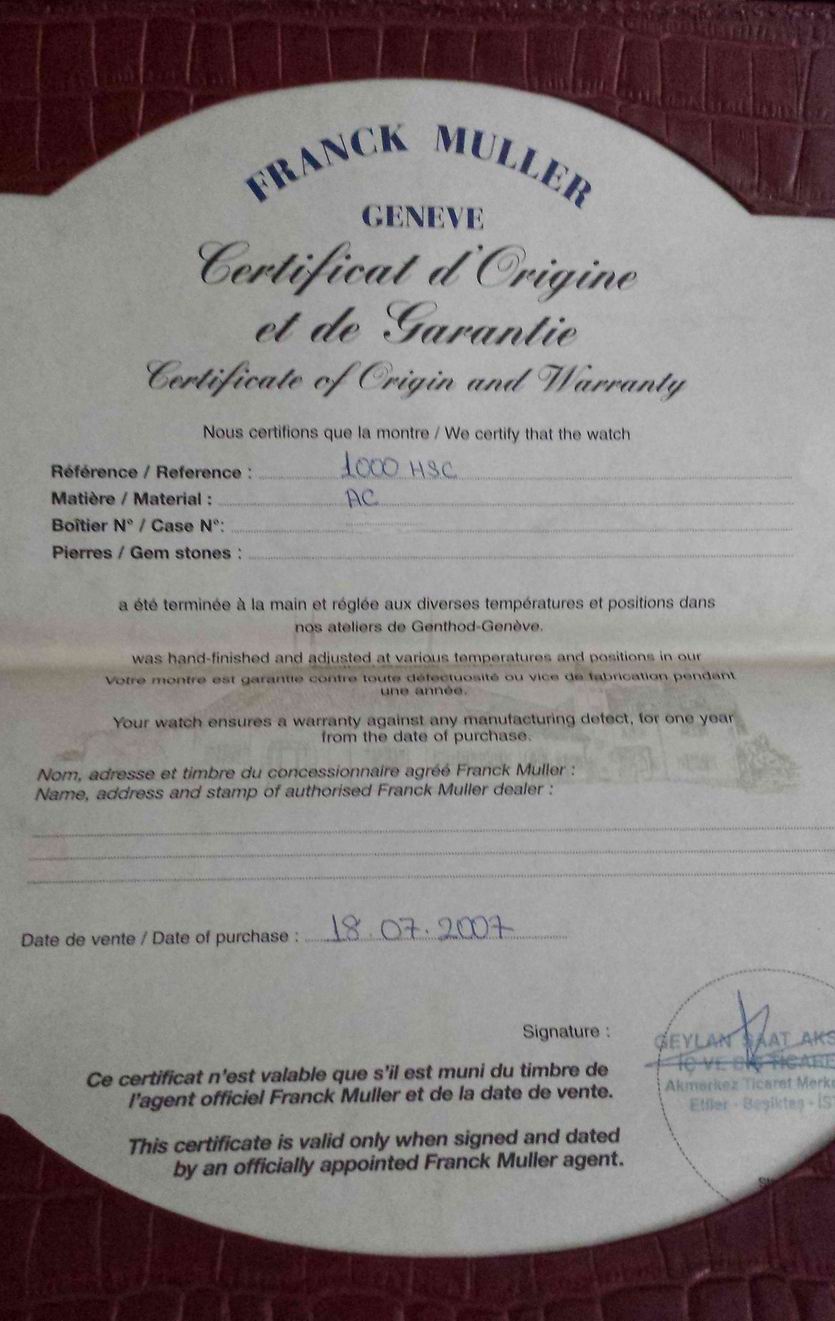 FRANCK MULLER
GENEVE
Certificat d'Origine
et de Garantie
Certificate of Origin and Warranty
Nous certifions que la montre / We certify that the watch
Référence / Reference : 1000 HSC
Matière / Material : AC
Boîtier N° / Case N°:
Pierres / Gem stones :
a été terminée à la main et réglée aux diverses températures et positions dans
nos ateliers de Genthod-Genève.
was hand-finished and adjusted at various temperatures and positions in our
Votre montre est garantie contre toute défectuosité ou vice de fabrication pendant
une année.
Your watch ensures a warranty against any manufacturing defect, for one year
from the date of purchase.
Nom, adresse et timbre du concessionnaire agréé Franck Muller :
Name, address and stamp of authorised Franck Muller dealer :
Date de vente / Date of purchase : 18.07.2007
Signature :
GEYLAN SAAT AKS
İÇ VE DIŞ TİCARE
Akmerkez Ticaret Merk
Etiler - Beşiktaş - İS
Ce certificat n'est valable que s'il est muni du timbre de
l'agent officiel Franck Muller et de la date de vente.
This certificate is valid only when signed and dated
by an officially appointed Franck Muller agent.